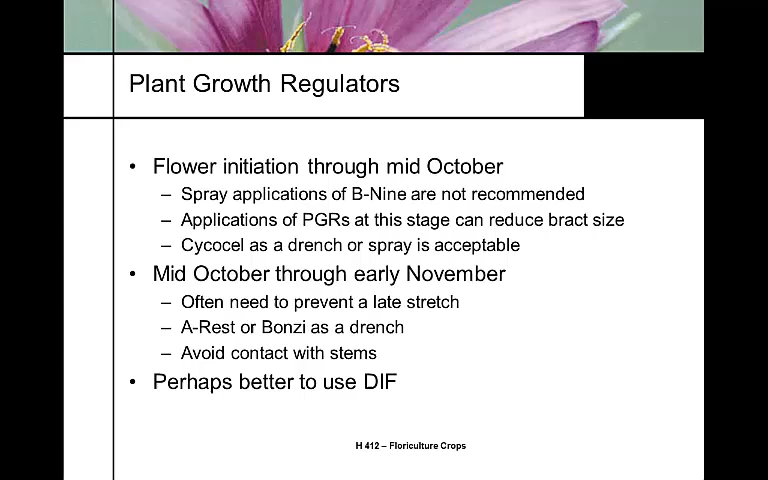 Plant Growth Regulators
• Flower initiation through mid October
– Spray applications of B-Nine are not recommended
– Applications of PGRs at this stage can reduce bract size
– Cycocel as a drench or spray is acceptable
• Mid October through early November
– Often need to prevent a late stretch
– A-Rest or Bonzi as a drench
– Avoid contact with stems
• Perhaps better to use DIF
H 412 – Floriculture Crops